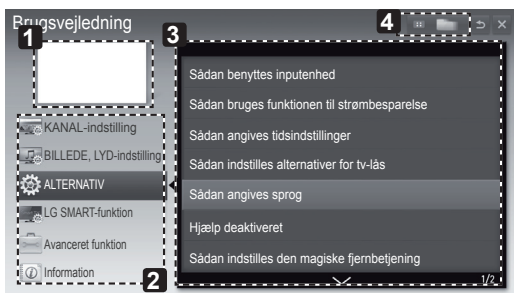 Brugsvejledning
1
3
4
KANAL-indstilling
BILLEDE, LYD-indstilling
ALTERNATIV
LG SMART-funktion
Avanceret funktion
Information
2
Sådan benyttes inputenhed
Sådan bruges funktionen til strømbesparelse
Sådan angives tidsindstillinger
Sådan indstilles alternativer for tv-lås
Sådan angives sprog
Hjælp deaktiveret
Sådan indstilles den magiske fjernbetjening
1/2